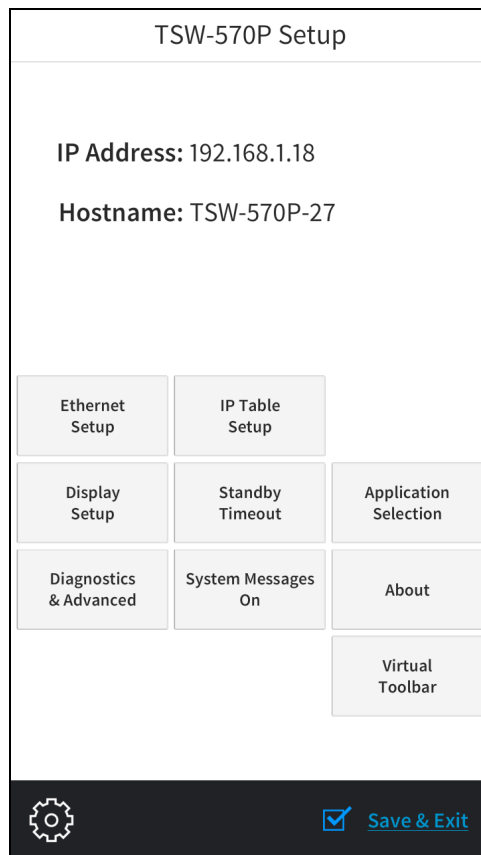 TSW-570P Setup
IP Address: 192.168.1.18
Hostname: TSW-570P-27
Ethernet
Setup
IP Table
Setup
Display
Setup
Standby
Timeout
Application
Selection
Diagnostics
& Advanced
System Messages
On
About
Virtual
Toolbar
Save & Exit